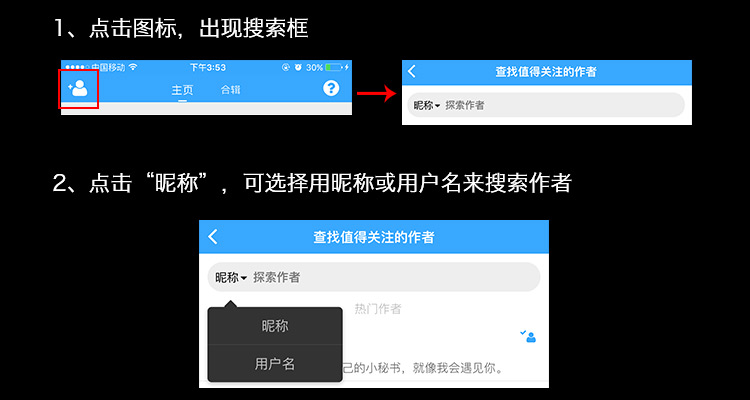 1、点击图标，出现搜索框
中国移动 下午3:53 30%
主页 合辑 ?
查找值得关注的作者
昵称 探索作者
2、点击“昵称”，可选择用昵称或用户名来搜索作者
查找值得关注的作者
昵称 探索作者
热门作者
昵称
用户名
己的小秘书，就像我会遇见你。